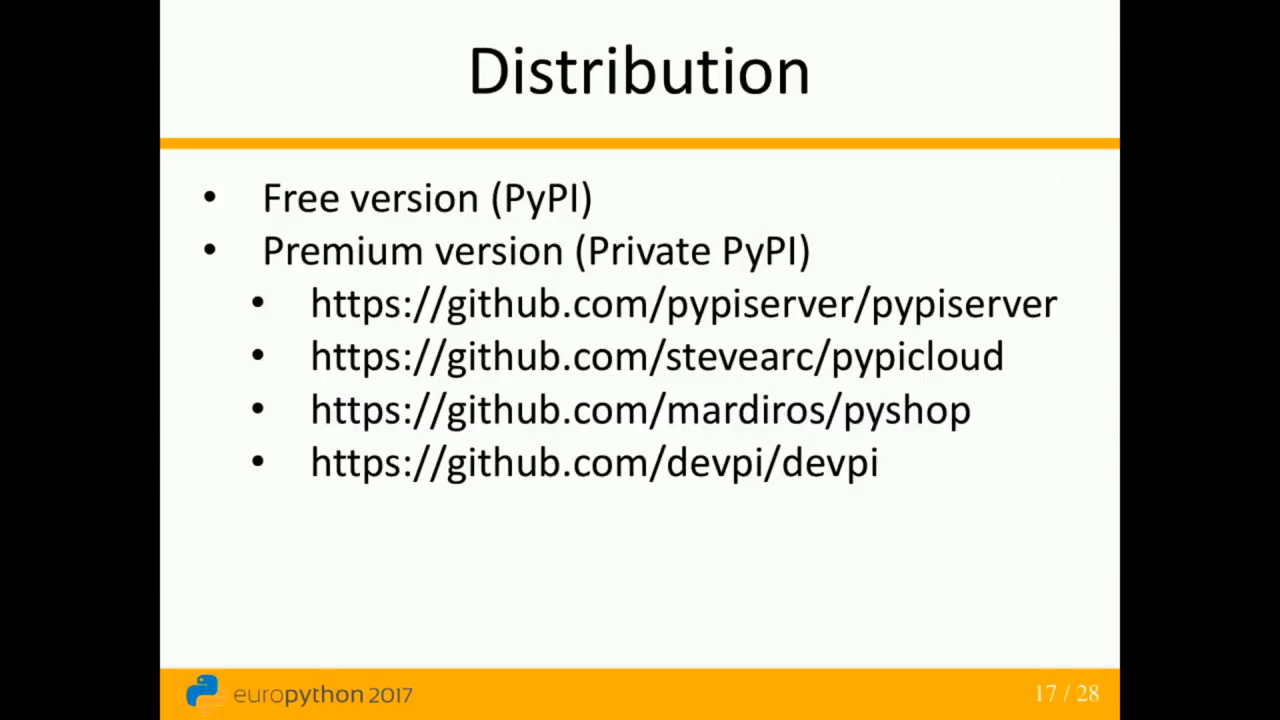 Distribution
• Free version (PyPI)
• Premium version (Private PyPI)
• https://github.com/pypiserver/pypiserver
• https://github.com/stevearc/pypicloud
• https://github.com/mardiros/pyshop
• https://github.com/devpi/devpi
europython 2017
17 / 28